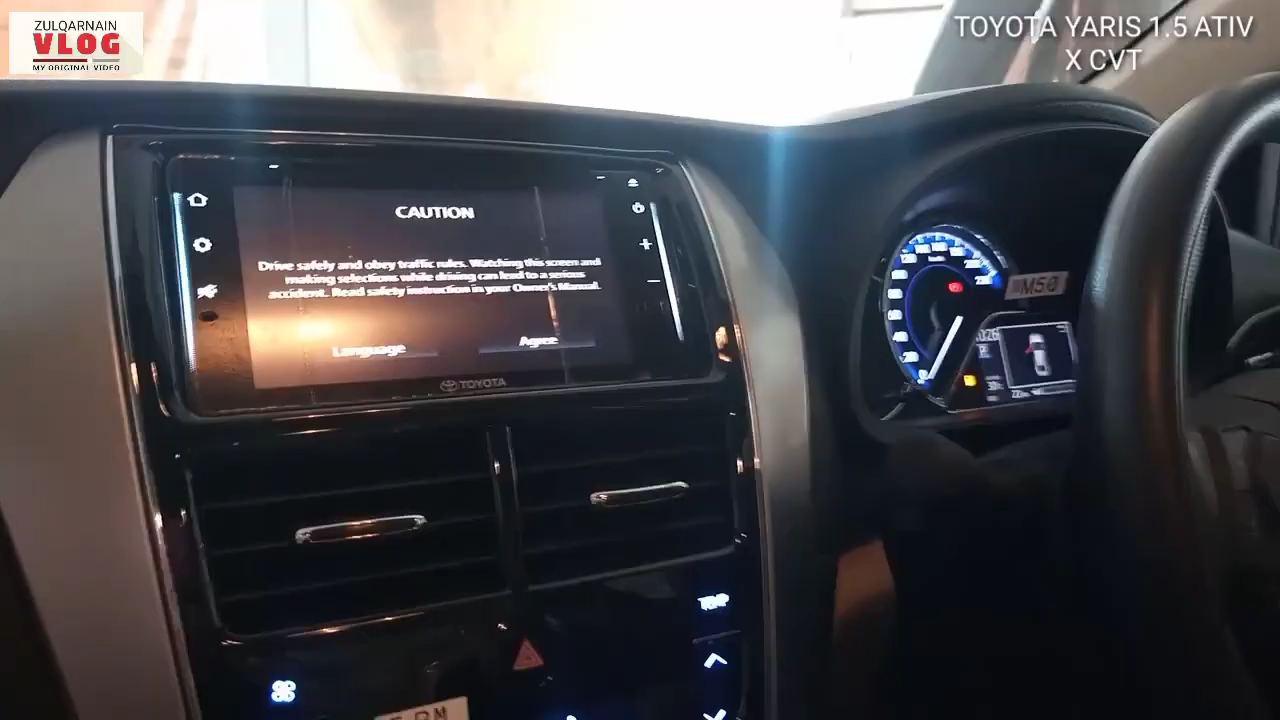 ZULQARNAIN
VLOG
MY ORIGINAL VIDEO
TOYOTA YARIS 1.5 ATIV
X CVT
CAUTION
Drive safely and obey traffic rules. Watching this screen and
making selections while driving can lead to a serious
accident. Read safety instruction in your Owner's Manual.
Language
Agree
TOYOTA
M50
TEMP